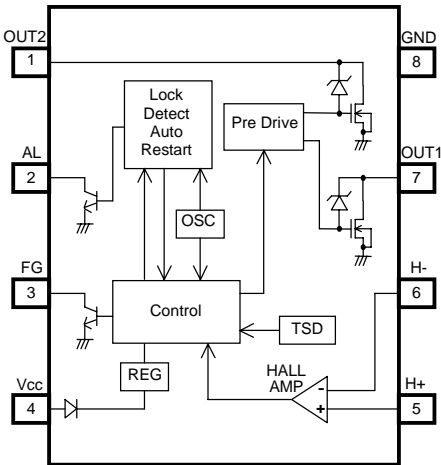 OUT2
1
GND
8
Lock
Detect
Auto
Restart
Pre Drive
AL
2
OUT1
7
OSC
FG
3
H-
6
Control
TSD
REG
HALL
AMP
-
+
Vcc
4
H+
5